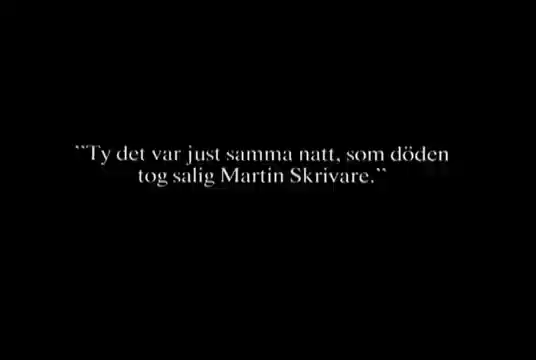 ”Ty det var just samma natt, som döden
tog salig Martin Skrivare.”